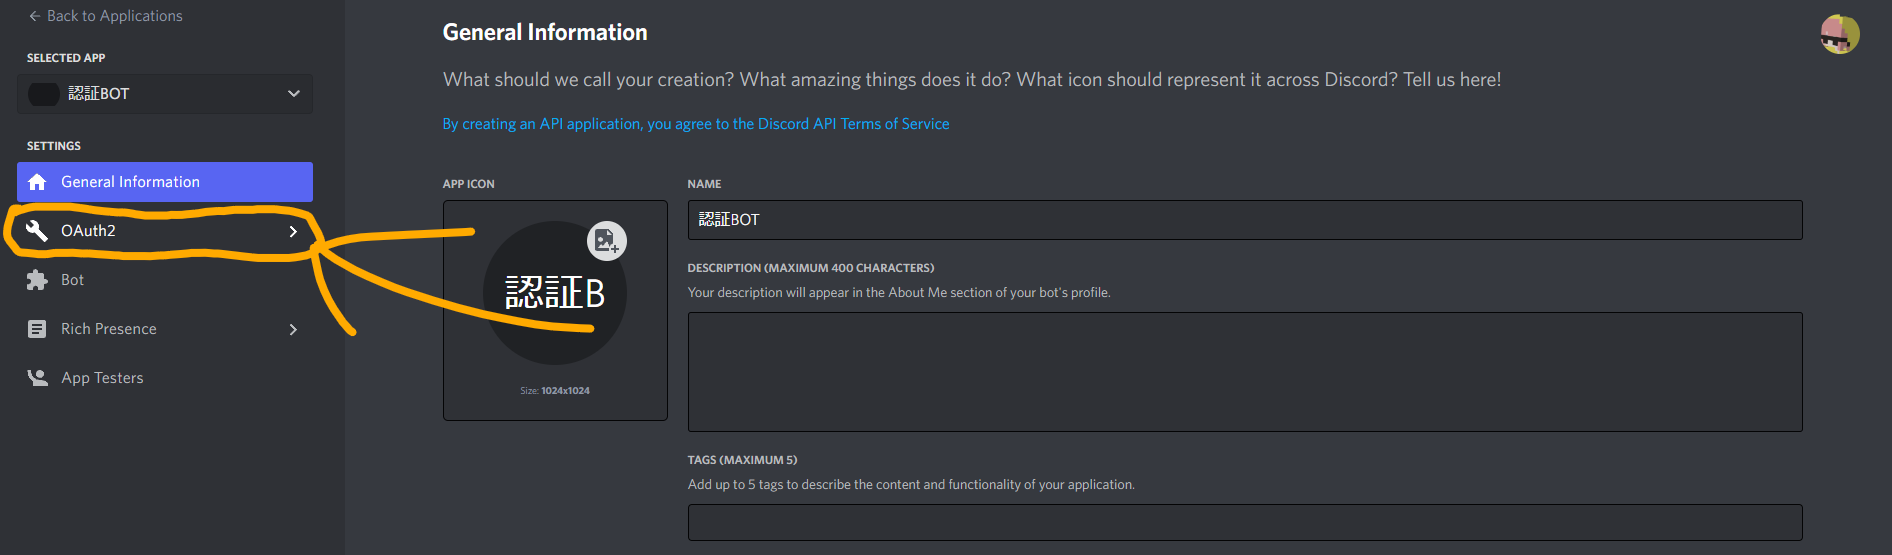 Back to Applications
SELECTED APP
認証BOT
SETTINGS
General Information
OAuth2
Bot
Rich Presence
App Testers
General Information
What should we call your creation? What amazing things does it do? What icon should represent it across Discord? Tell us here!
By creating an API application, you agree to the Discord API Terms of Service
APP ICON
認証B
Size: 1024x1024
NAME
認証BOT
DESCRIPTION (MAXIMUM 400 CHARACTERS)
Your description will appear in the About Me section of your bot's profile.
TAGS (MAXIMUM 5)
Add up to 5 tags to describe the content and functionality of your application.